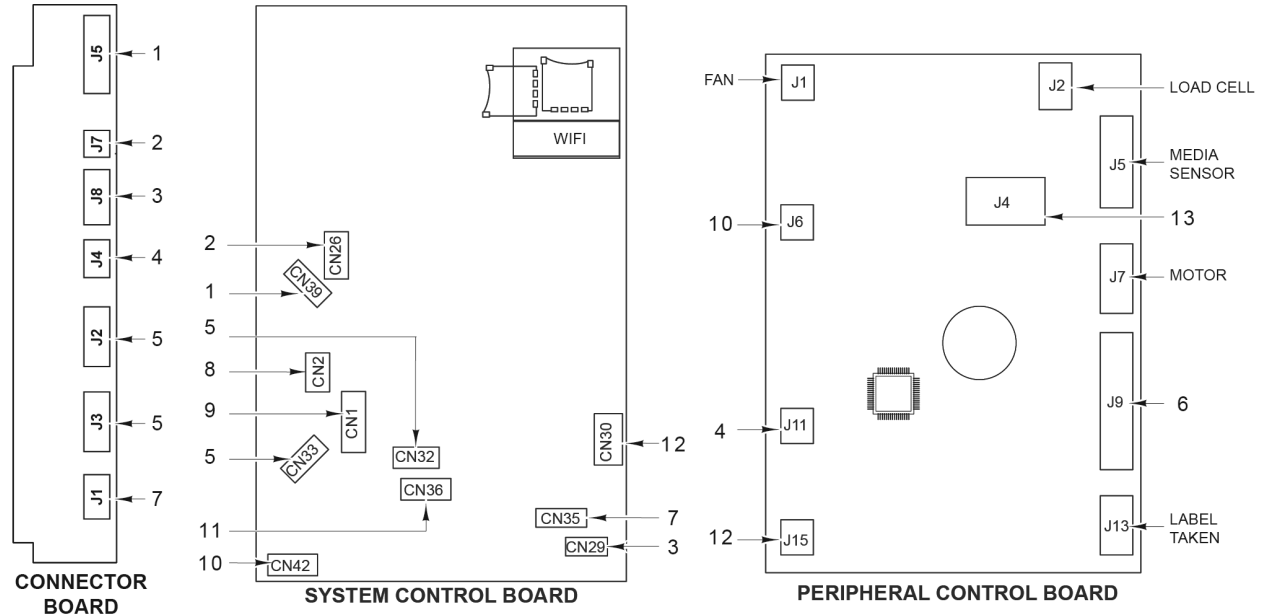 J5
1
J7
2
J8
3
J4
4
J2
5
J3
5
J1
7
CONNECTOR
BOARD
WIFI
2
CN26
1
CN39
5
8
CN2
9
CN1
5
CN33
CN32
CN30
12
CN36
11
CN35
7
CN29
3
10
CN42
SYSTEM CONTROL BOARD
FAN
J1
J2
LOAD CELL
J5
MEDIA
SENSOR
J4
13
10
J6
J7
MOTOR
J9
6
4
J11
12
J15
J13
LABEL
TAKEN
PERIPHERAL CONTROL BOARD